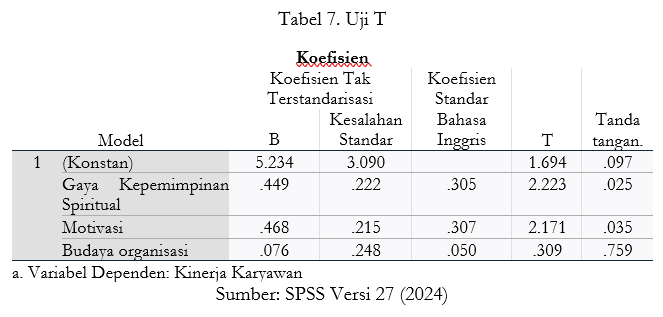 Tabel 7. Uji T
Koefisien
Koefisien Tak Terstandarisasi
Koefisien Standar Bahasa Inggris
Model
B
Kesalahan Standar
T
Tanda tangan.
1 (Konstan) 5.234 3.090 1.694 .097
Gaya Kepemimpinan Spiritual .449 .222 .305 2.223 .025
Motivasi .468 .215 .307 2.171 .035
Budaya organisasi .076 .248 .050 .309 .759
a. Variabel Dependen: Kinerja Karyawan
Sumber: SPSS Versi 27 (2024)